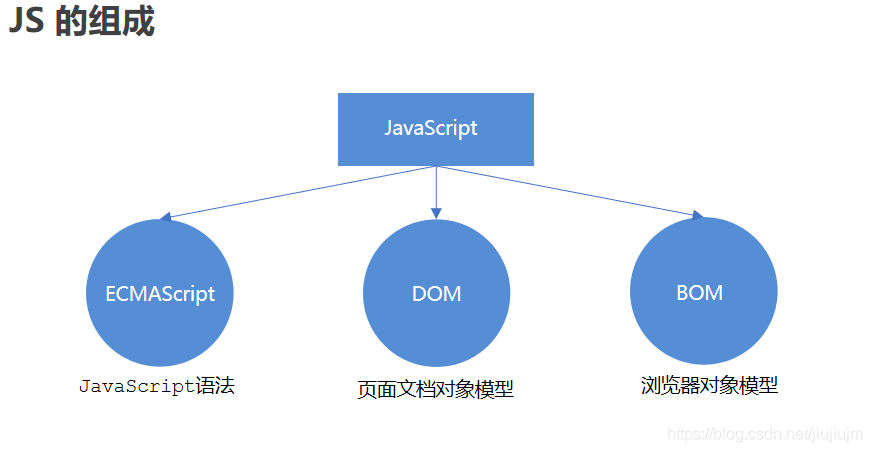 JS 的组成
JavaScript
ECMAScript
DOM
BOM
JavaScript语法
页面文档对象模型
浏览器对象模型
https://blog.csdn.net/jiujiujm